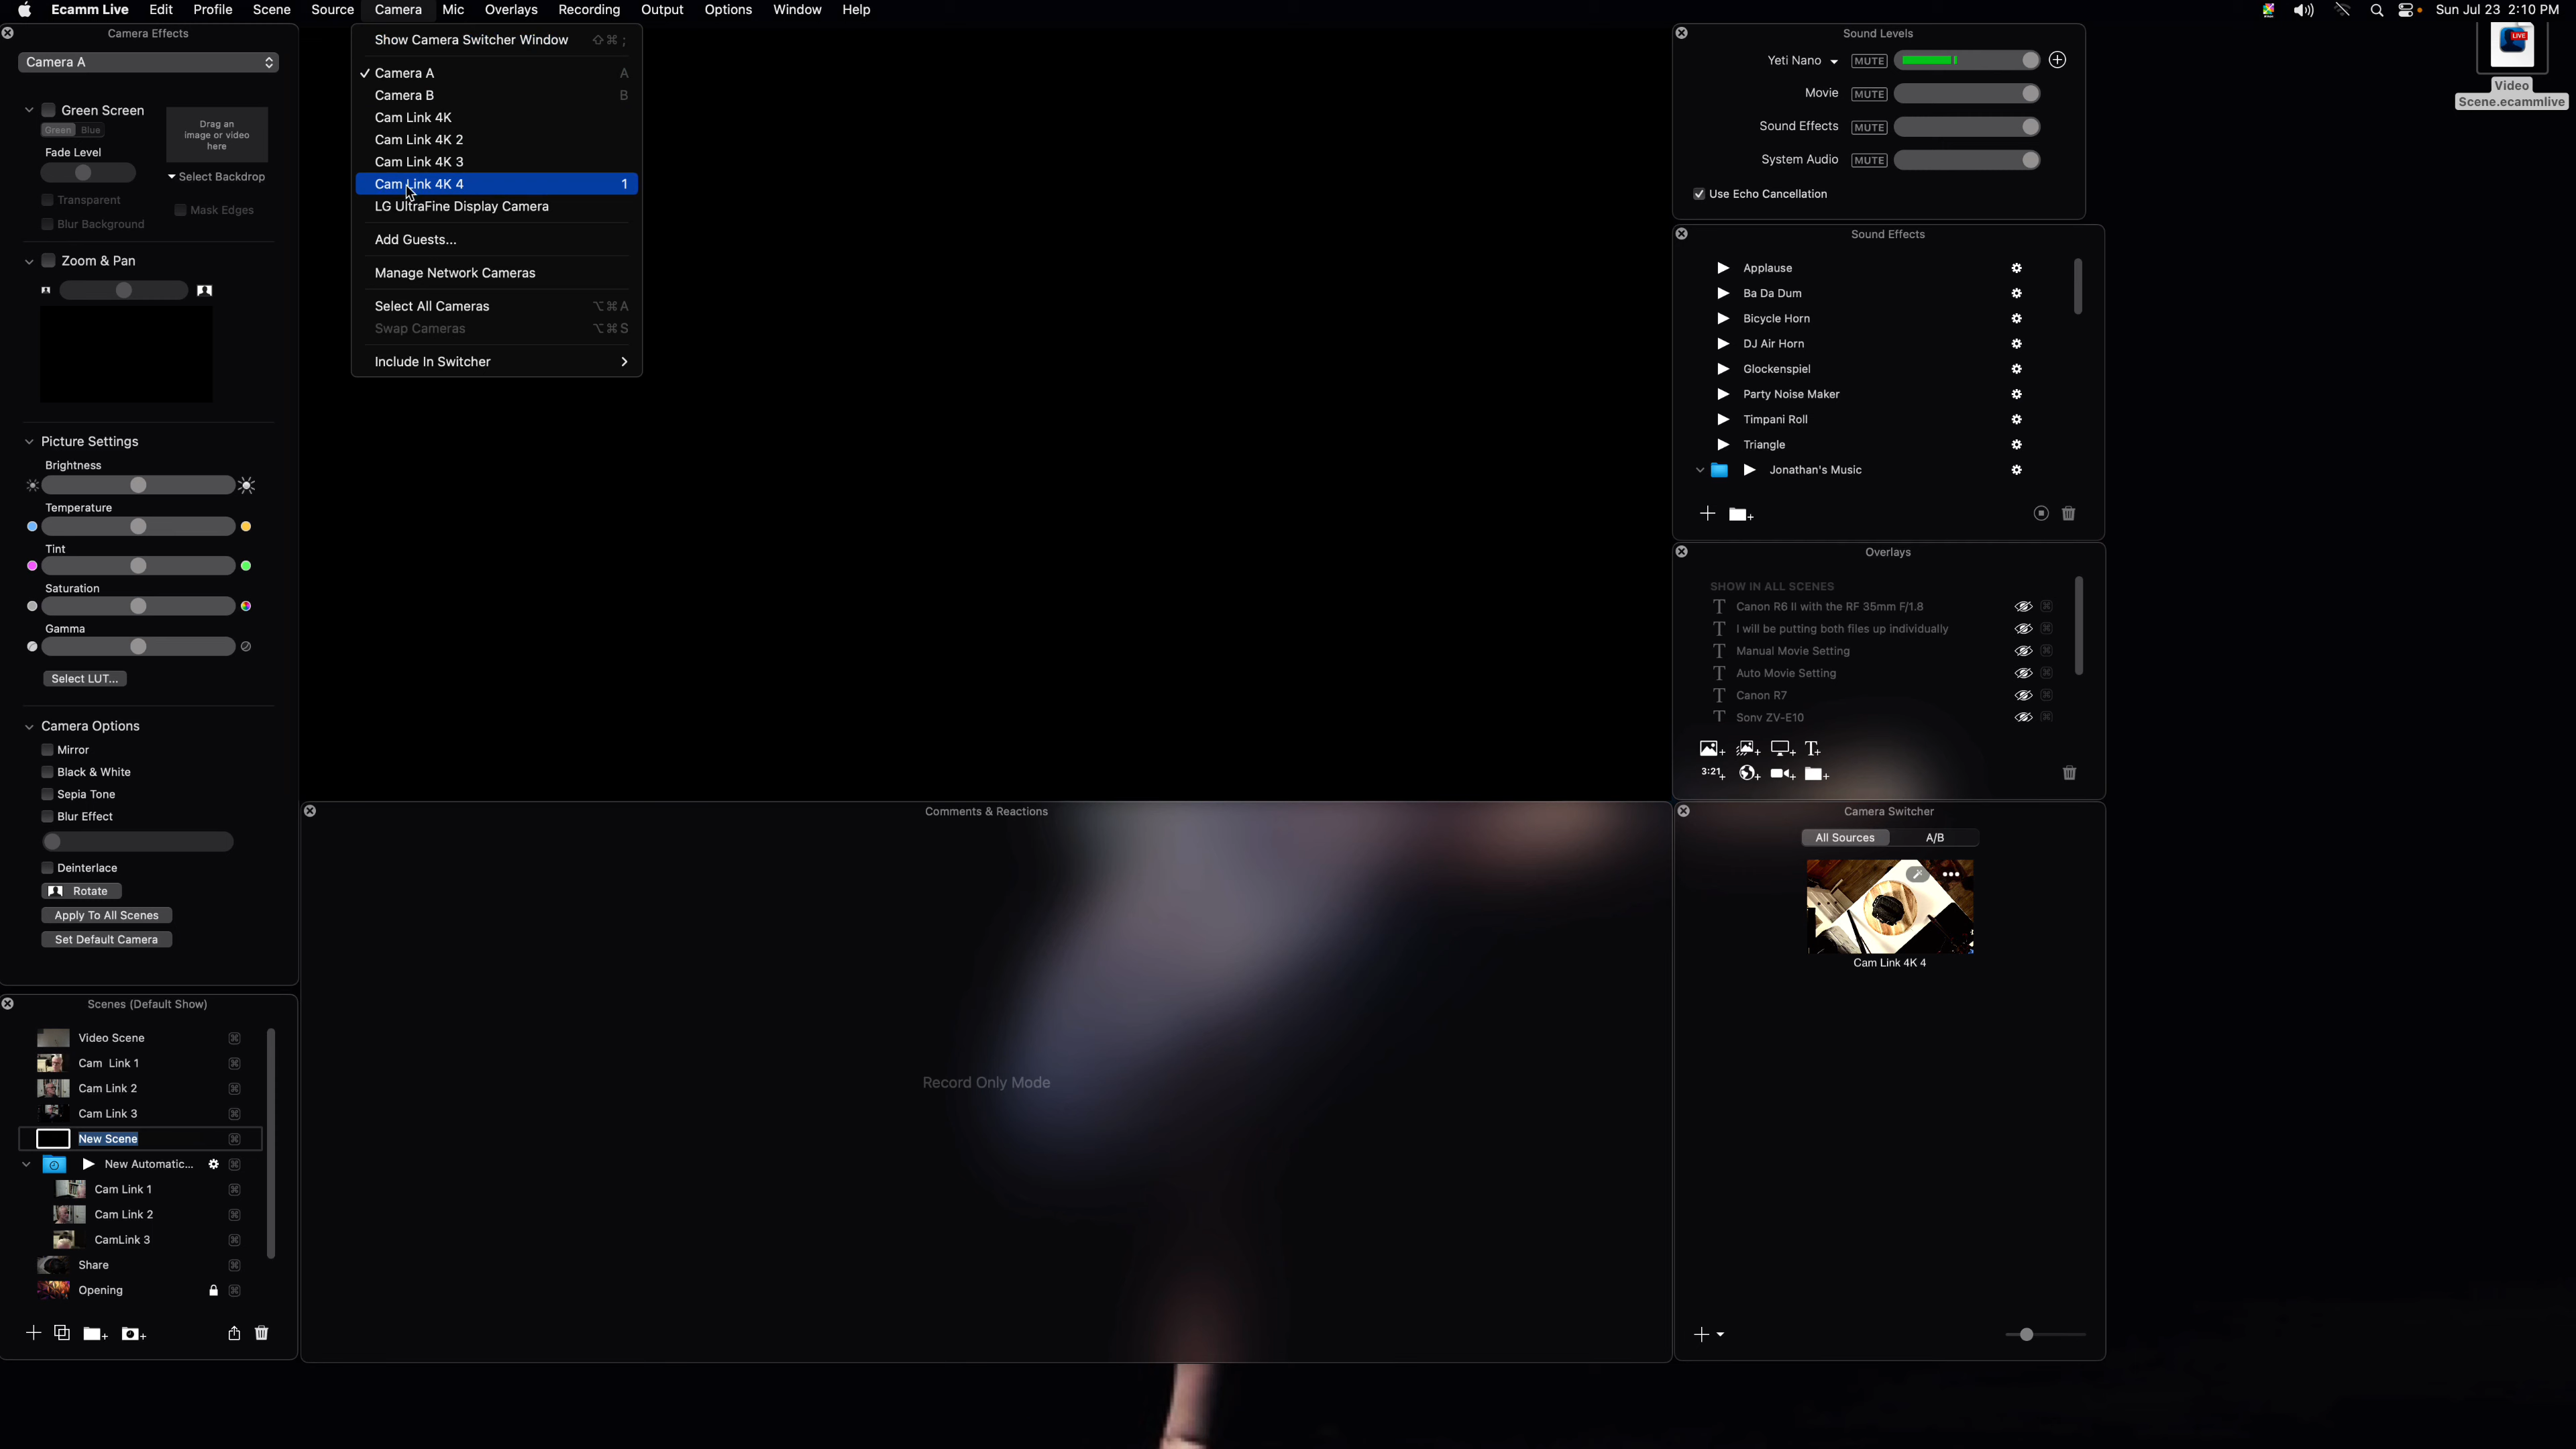 Ecamm Live Edit Profile Scene Source Camera Mic Overlays Recording Output Options Window Help
Sun Jul 23 2:10 PM
Camera Effects
Camera A
Green Screen
Green Blue
Fade Level
Transparent
Blur Background
Drag an
image or video
here
Select Backdrop
Mask Edges
Zoom & Pan
Picture Settings
Brightness
Temperature
Tint
Saturation
Gamma
Select LUT...
Camera Options
Mirror
Black & White
Sepia Tone
Blur Effect
Deinterlace
Rotate
Apply To All Scenes
Set Default Camera
Scenes (Default Show)
Video Scene ⌘
Cam Link 1 ⌘
Cam Link 2 ⌘
Cam Link 3 ⌘
New Scene ⌘
New Automatic... ⌘
Cam Link 1 ⌘
Cam Link 2 ⌘
CamLink 3 ⌘
Share ⌘
Opening ⌘
Show Camera Switcher Window ⇧⌘;
✓ Camera A A
Camera B B
Cam Link 4K
Cam Link 4K 2
Cam Link 4K 3
Cam Link 4K 4 1
LG UltraFine Display Camera
Add Guests...
Manage Network Cameras
Select All Cameras ⌥⌘A
Swap Cameras ⌥⌘S
Include In Switcher
Comments & Reactions
Record Only Mode
Sound Levels
Yeti Nano MUTE
Movie MUTE
Sound Effects MUTE
System Audio MUTE
Use Echo Cancellation
Sound Effects
Applause
Ba Da Dum
Bicycle Horn
DJ Air Horn
Glockenspiel
Party Noise Maker
Timpani Roll
Triangle
Jonathan's Music
Overlays
SHOW IN ALL SCENES
T Canon R6 II with the RF 35mm F/1.8 ⌘
T I will be putting both files up individually ⌘
T Manual Movie Setting ⌘
T Auto Movie Setting ⌘
T Canon R7 ⌘
T Sony ZV-E10 ⌘
T+
3:21+
Camera Switcher
All Sources A/B
Cam Link 4K 4
LIVE
Video
Scene.ecammlive